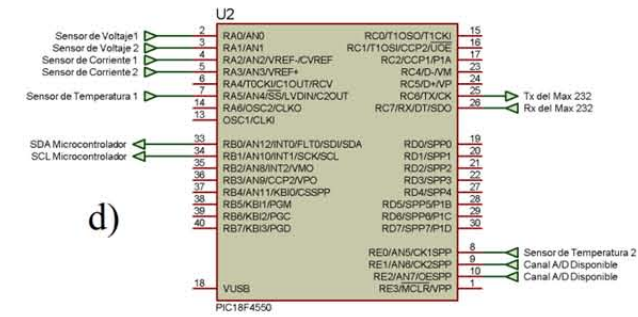 U2
Sensor de Voltaje1 2 RA0/AN0 RC0/T1OSO/T1CKI 15
Sensor de Voltaje 2 3 RA1/AN1 RC1/T1OSI/CCP2/UOE 16
Sensor de Corriente 1 4 RA2/AN2/VREF-/CVREF RC2/CCP1/P1A 17
Sensor de Corriente 2 5 RA3/AN3/VREF+ RC4/D-/VM 23
6 RA4/T0CKI/C1OUT/RCV RC5/D+/VP 24
Sensor de Temperatura 1 7 RA5/AN4/SS/LVDIN/C2OUT RC6/TX/CK 25 Tx del Max 232
14 RA6/OSC2/CLKO RC7/RX/DT/SDO 26 Rx del Max 232
13 OSC1/CLKI
SDA Microcontrolador 33 RB0/AN12/INT0/FLT0/SDI/SDA RD0/SPP0 19
SCL Microcontrolador 34 RB1/AN10/INT1/SCK/SCL RD1/SPP1 20
35 RB2/AN8/INT2/VMO RD2/SPP2 21
36 RB3/AN9/CCP2/VPO RD3/SPP3 22
37 RB4/AN11/KBI0/CSSPP RD4/SPP4 27
38 RB5/KBI1/PGM RD5/SPP5/P1B 28
39 RB6/KBI2/PGC RD6/SPP6/P1C 29
40 RB7/KBI3/PGD RD7/SPP7/P1D 30
d)
RE0/AN5/CK1SPP 8 Sensor de Temperatura 2
RE1/AN6/CK2SPP 9 Canal A/D Disponible
RE2/AN7/OESPP 10 Canal A/D Disponible
18 VUSB RE3/MCLR/VPP 1
PIC18F4550